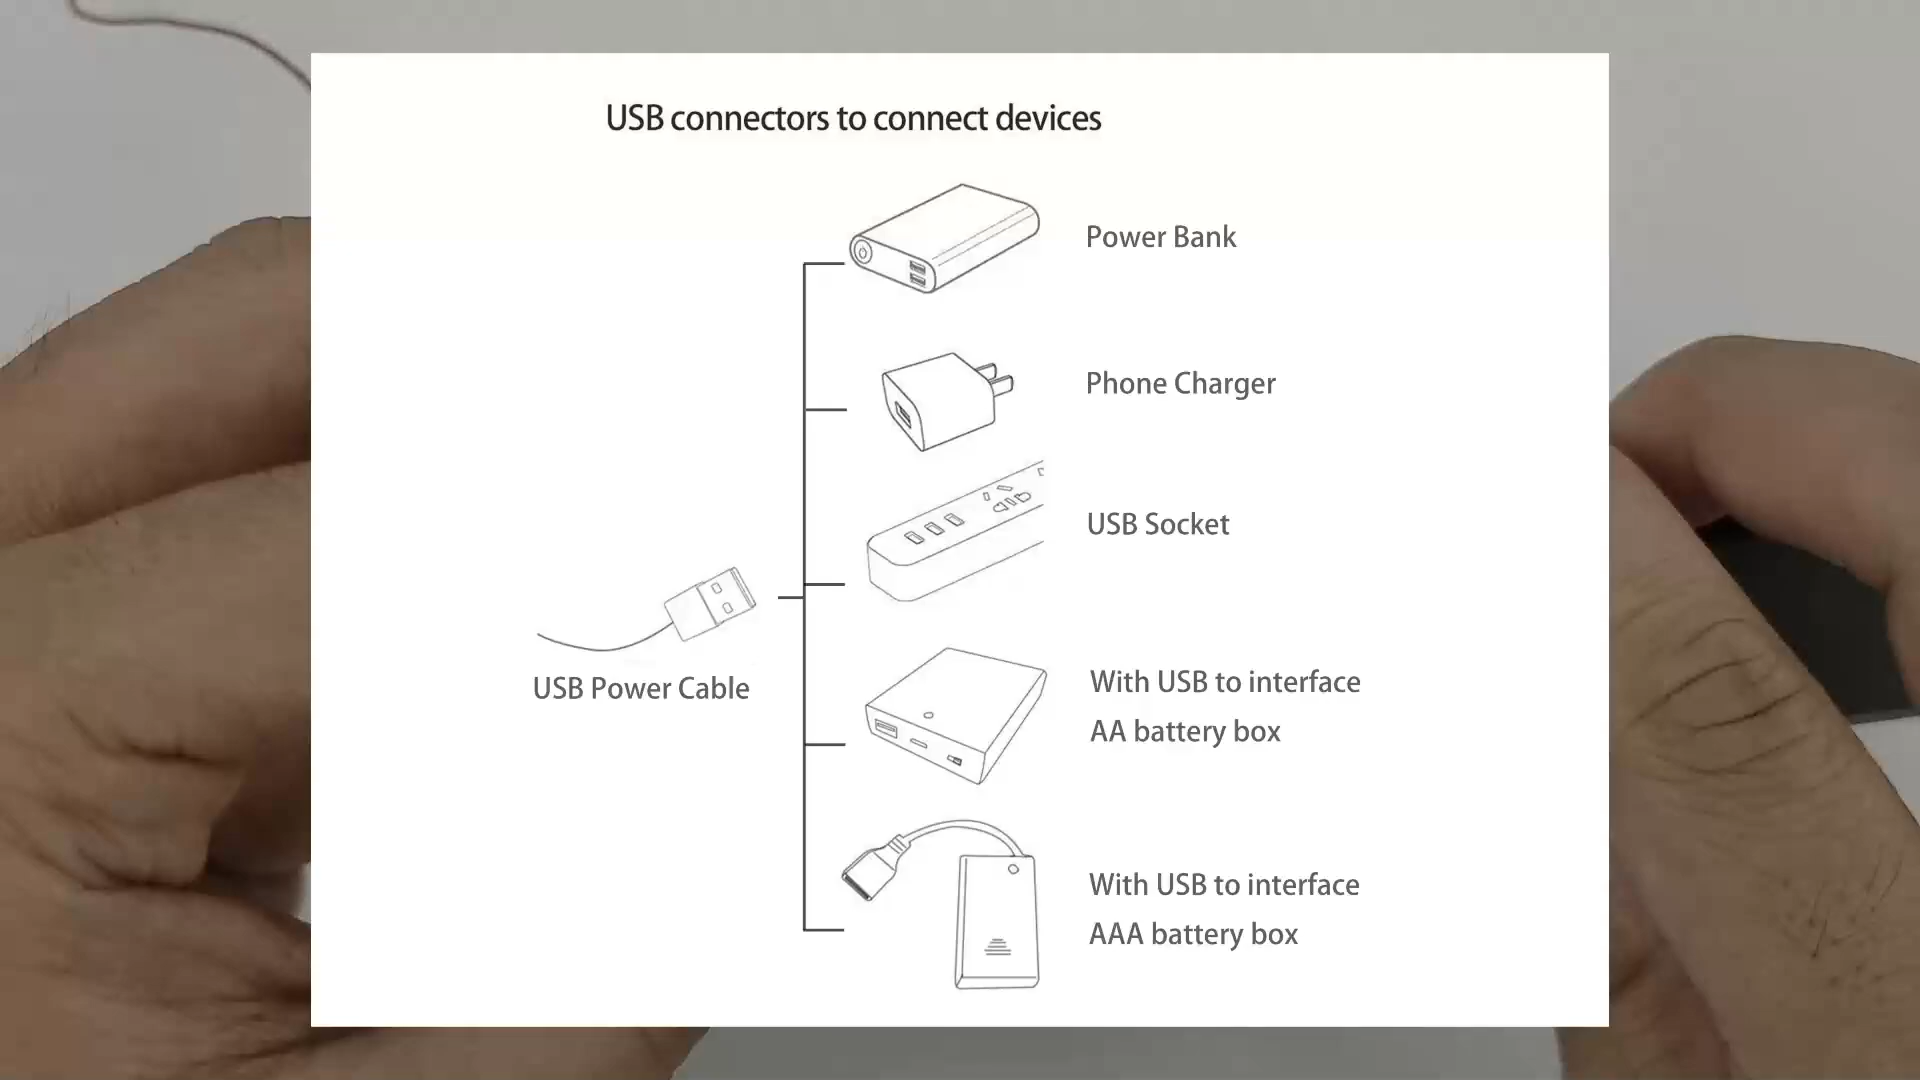 USB connectors to connect devices
Power Bank
Phone Charger
USB Socket
USB Power Cable
With USB to interface
AA battery box
With USB to interface
AAA battery box